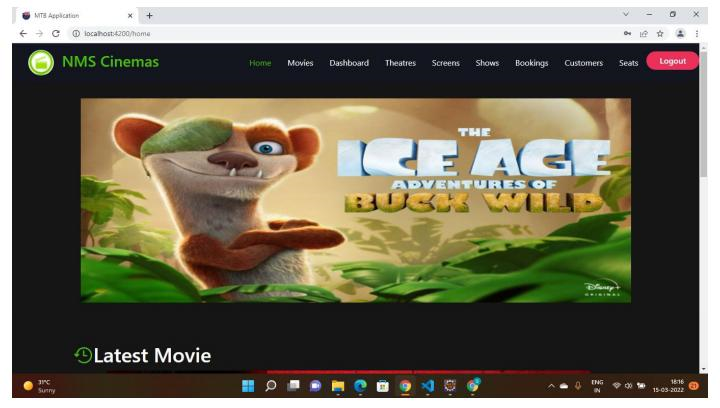 MTB Application
localhost:4200/home
NMS Cinemas
Home Movies Dashboard Theatres Screens Shows Bookings Customers Seats Logout
THE
ICE AGE
ADVENTURES OF
BUCK WILD
Disney+
ORIGINAL
Latest Movie
31°C
Sunny
ENG
IN
18:16
15-03-2022
21